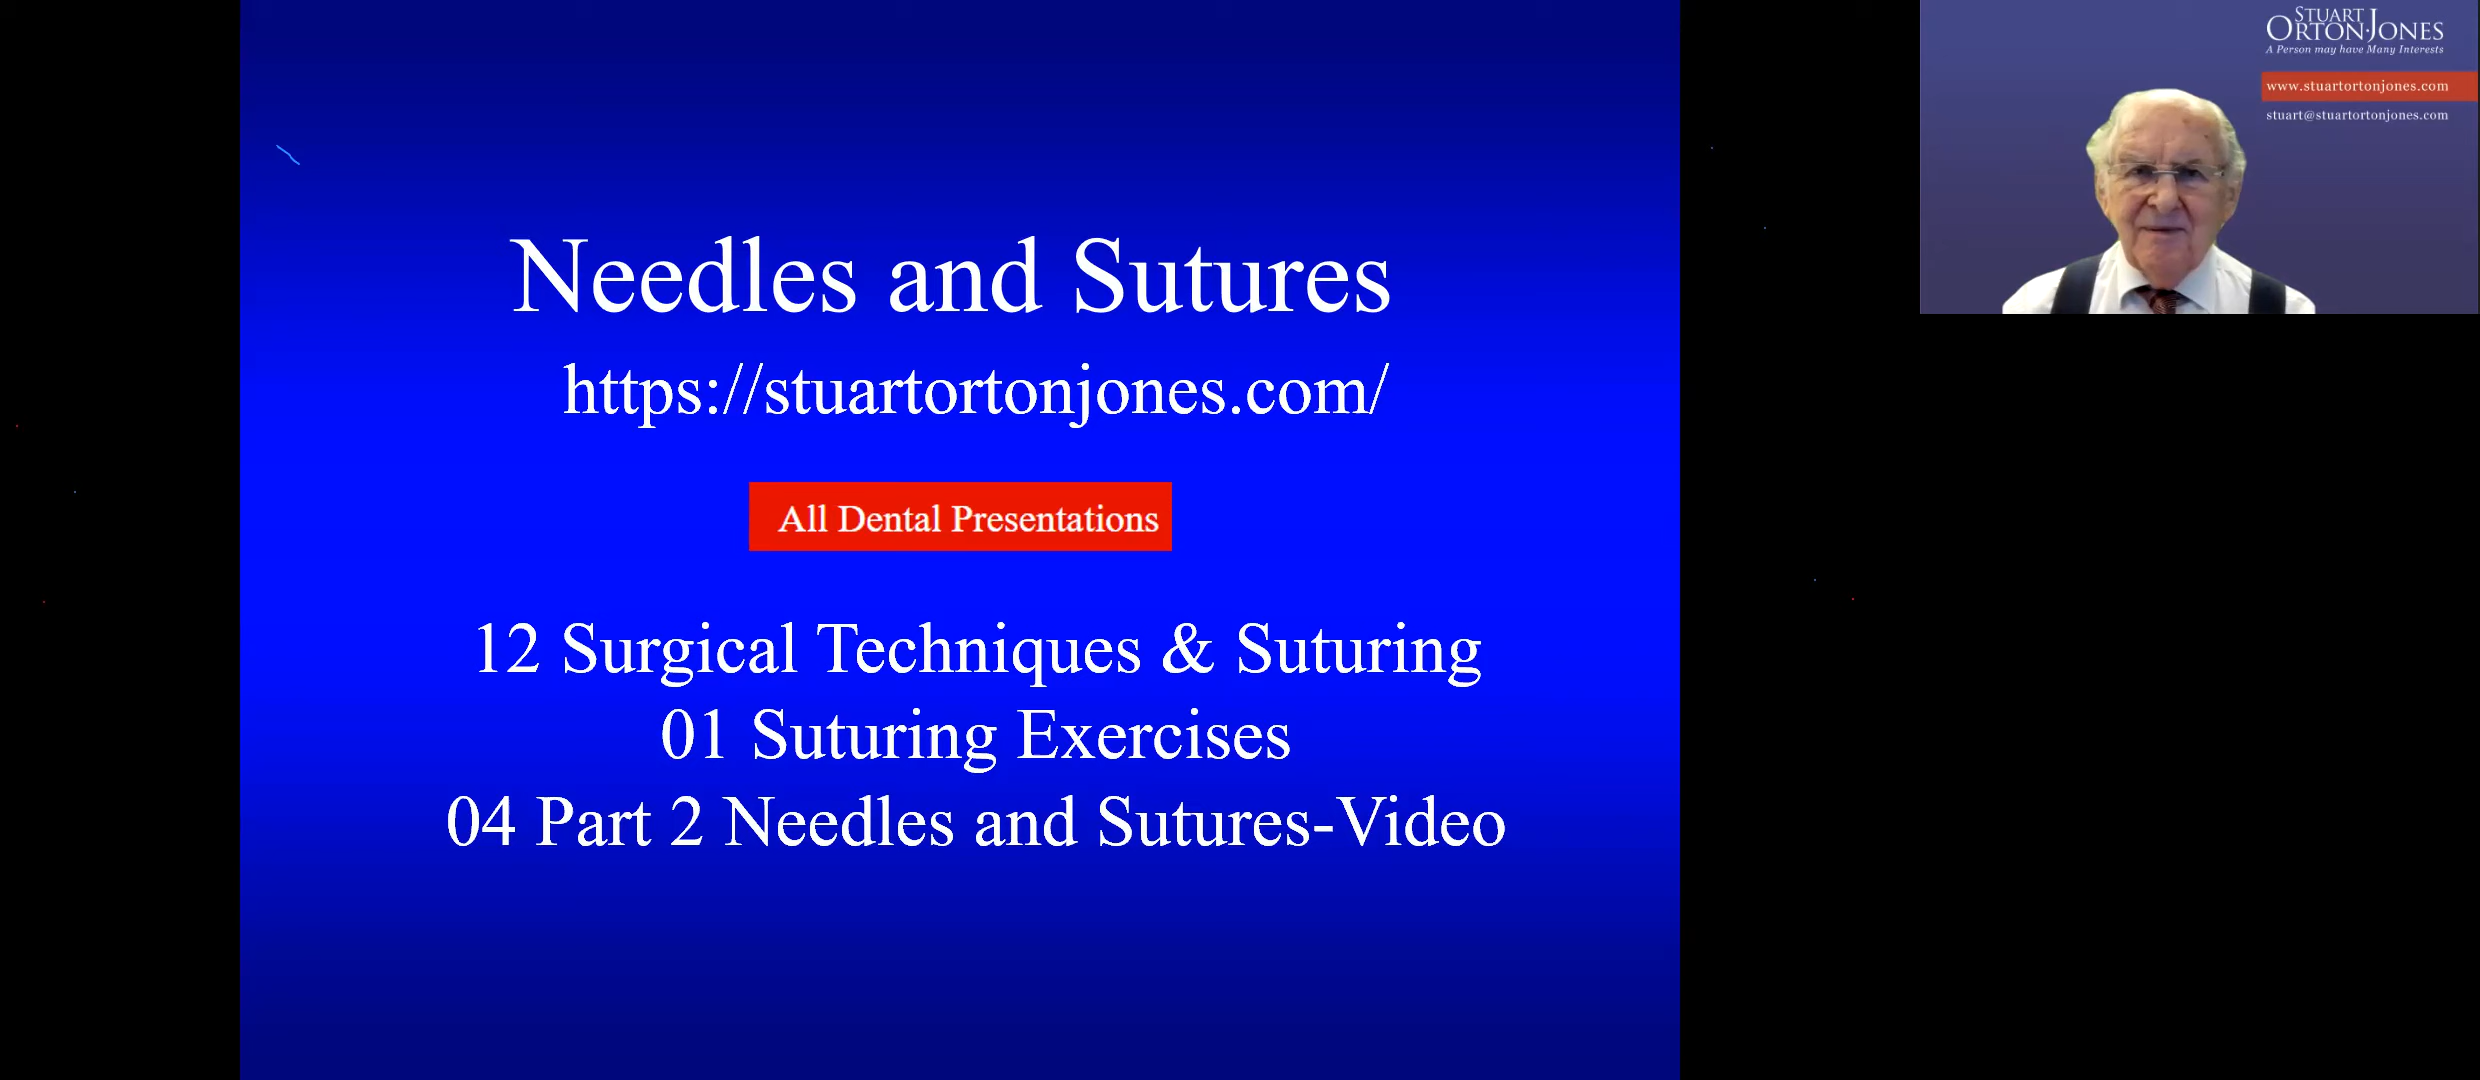 Needles and Sutures
https://stuartortonjones.com/
All Dental Presentations
12 Surgical Techniques & Suturing
01 Suturing Exercises
04 Part 2 Needles and Sutures-Video
STUART
ORTON-JONES
A Person may have Many Interests
www.stuartortonjones.com
stuart@stuartortonjones.com